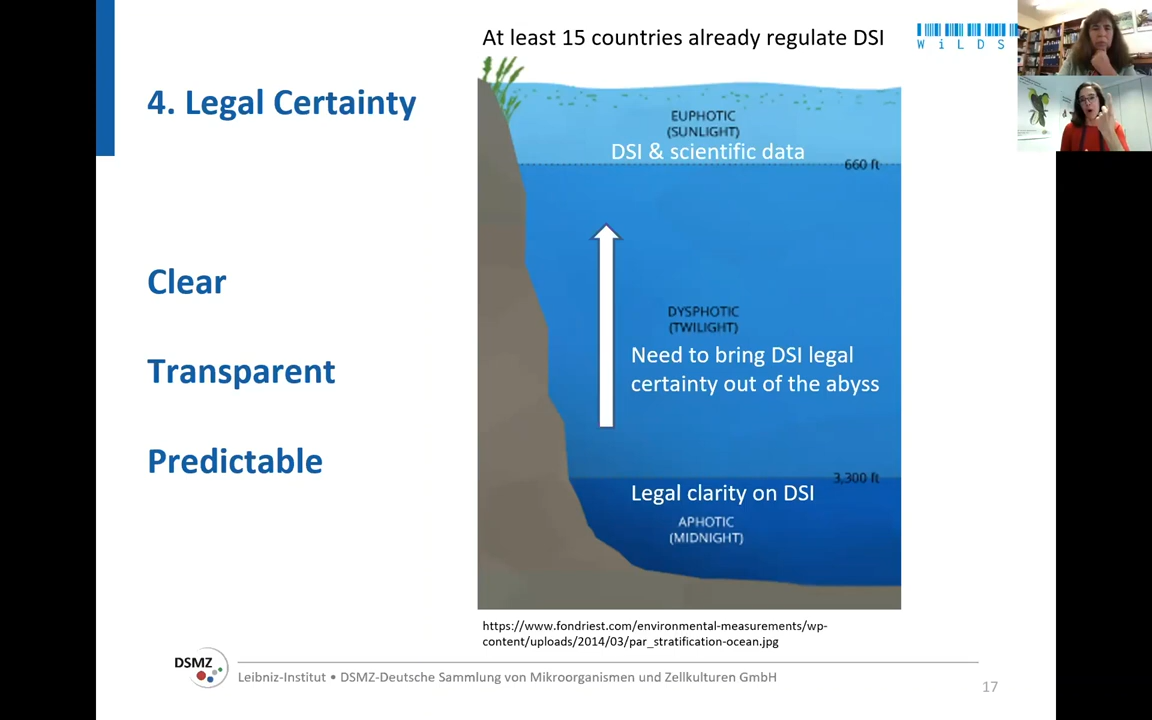 At least 15 countries already regulate DSI
WiLDS
4. Legal Certainty
EUPHOTIC
(SUNLIGHT)
DSI & scientific data
660 ft
Clear
DYSPHOTIC
(TWILIGHT)
Need to bring DSI legal
certainty out of the abyss
Transparent
Predictable
3,300 ft
Legal clarity on DSI
APHOTIC
(MIDNIGHT)
https://www.fondriest.com/environmental-measurements/wp-
content/uploads/2014/03/par_stratification-ocean.jpg
DSMZ
Leibniz-Institut • DSMZ-Deutsche Sammlung von Mikroorganismen und Zellkulturen GmbH
17